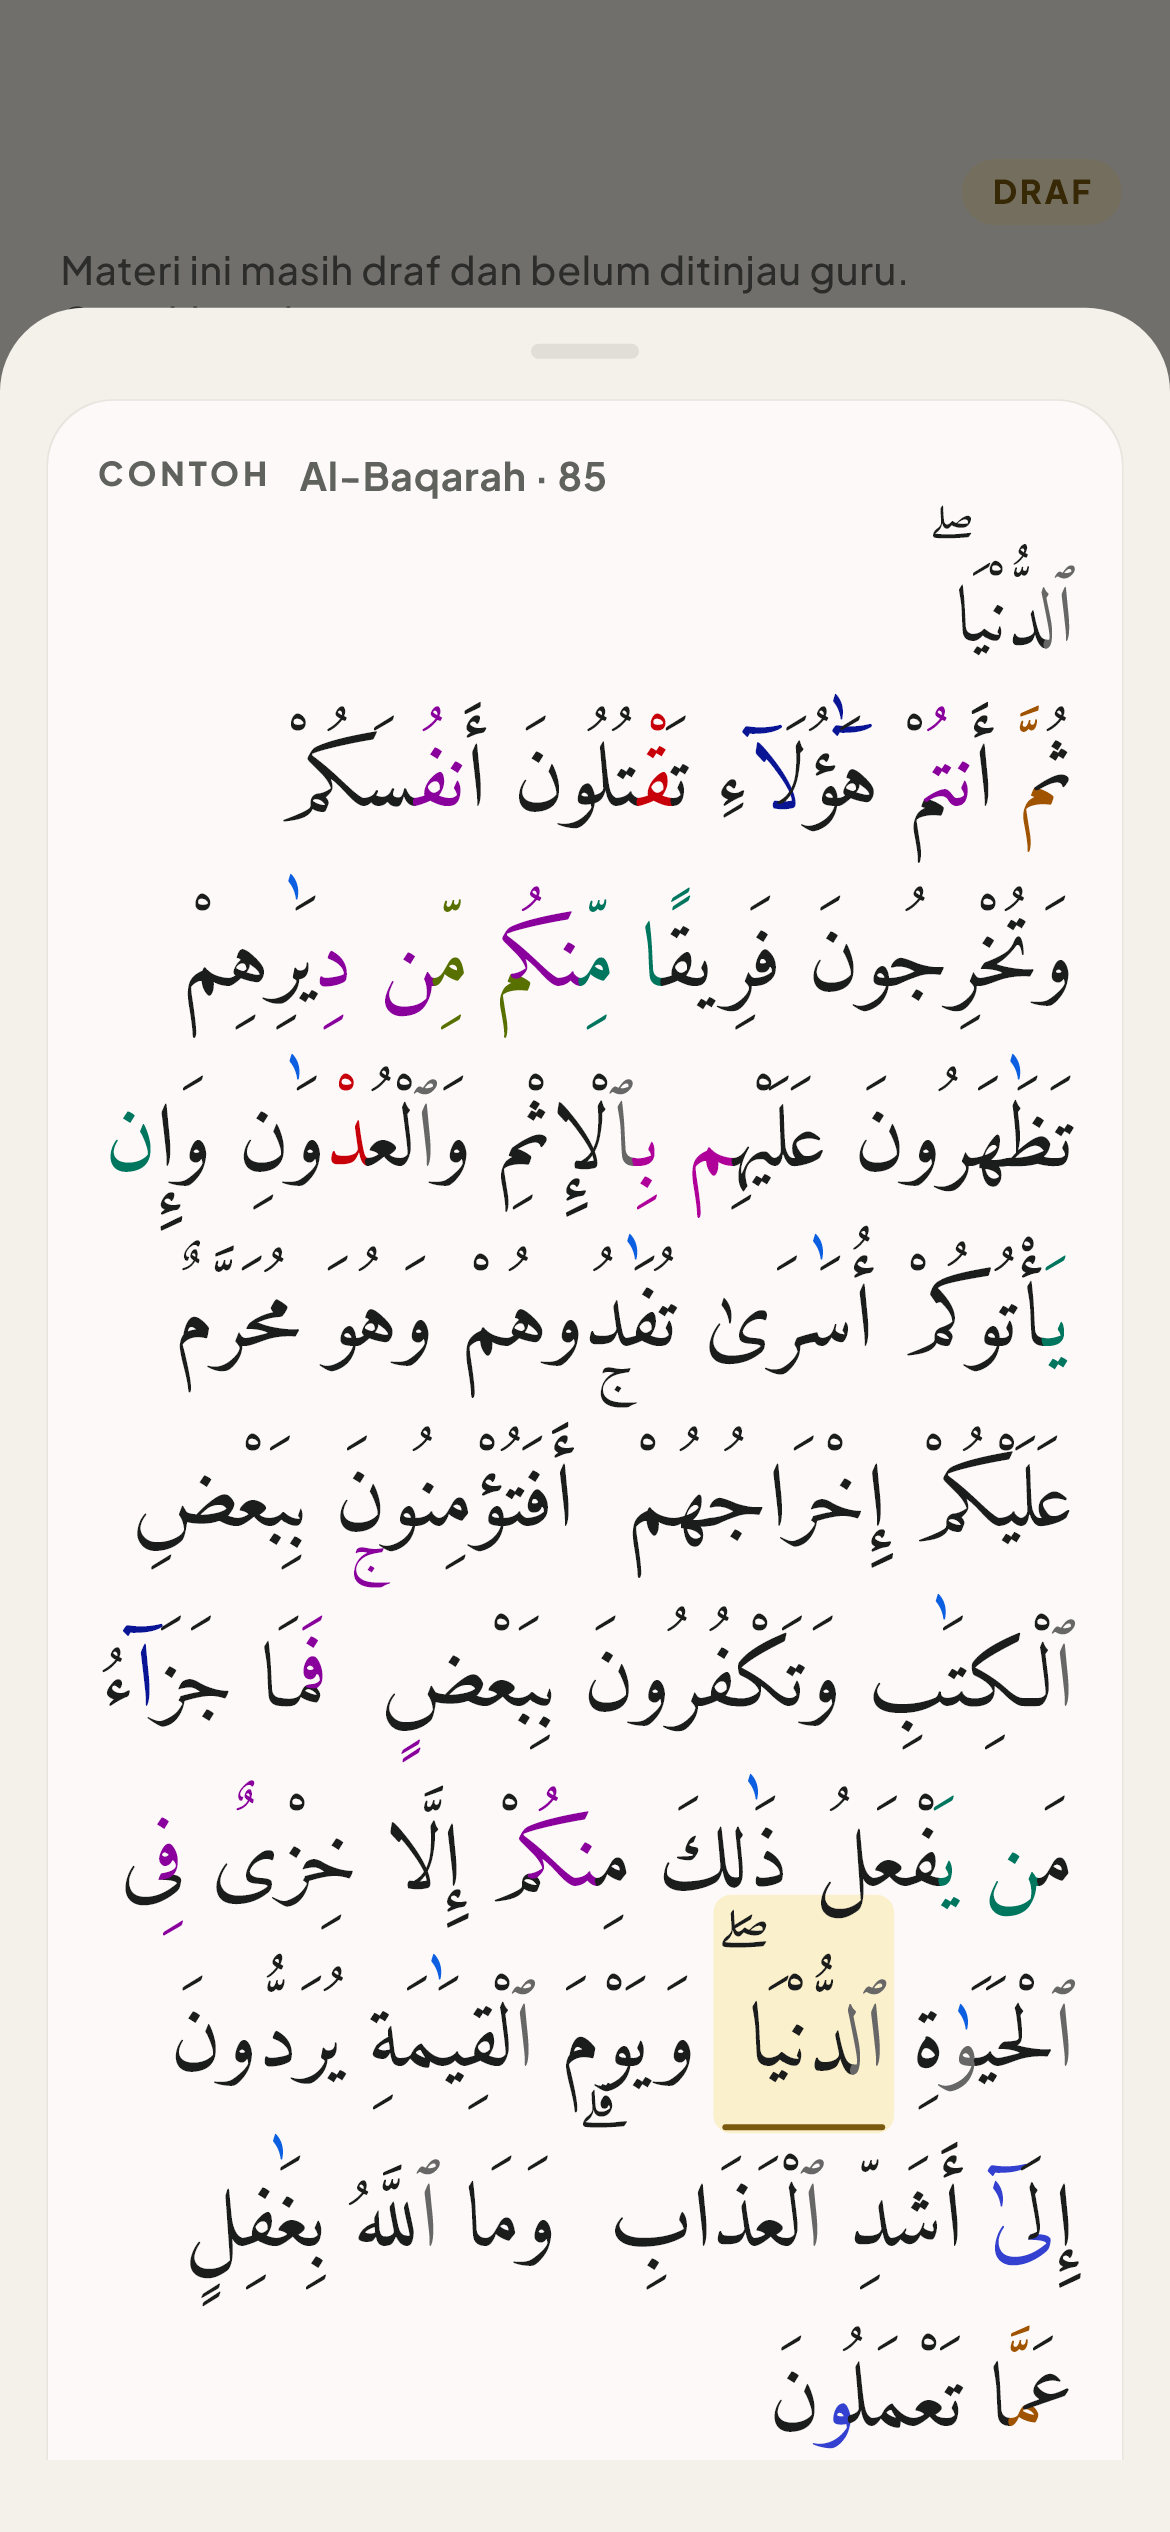 DRAF
Materi ini masih draf dan belum ditinjau guru.
CONTOH Al-Baqarah · 85
ٱلدُّنْيَا ۖ
ثُمَّ أَنتُمْ هَـٰٓؤُلَآءِ تَقْتُلُونَ أَنفُسَكُمْ
وَتُخْرِجُونَ فَرِيقًا مِّنكُم مِّن دِيَـٰرِهِمْ
تَظَـٰهَرُونَ عَلَيْهِم بِٱلْإِثْمِ وَٱلْعُدْوَٰنِ وَإِن
يَأْتُوكُمْ أُسَـٰرَىٰ تُفَـٰدُوهُمْ وَهُوَ مُحَرَّمٌ
عَلَيْكُمْ إِخْرَاجُهُمْ ۚ أَفَتُؤْمِنُونَ بِبَعْضِ
ٱلْكِتَـٰبِ وَتَكْفُرُونَ بِبَعْضٍ ۚ فَمَا جَزَآءُ
مَن يَفْعَلُ ذَٰلِكَ مِنكُمْ إِلَّا خِزْىٌ فِى
ٱلْحَيَوٰةِ ٱلدُّنْيَا ۖ وَيَوْمَ ٱلْقِيَـٰمَةِ يُرَدُّونَ
إِلَىٰٓ أَشَدِّ ٱلْعَذَابِ ۗ وَمَا ٱللَّهُ بِغَـٰفِلٍ
عَمَّا تَعْمَلُونَ